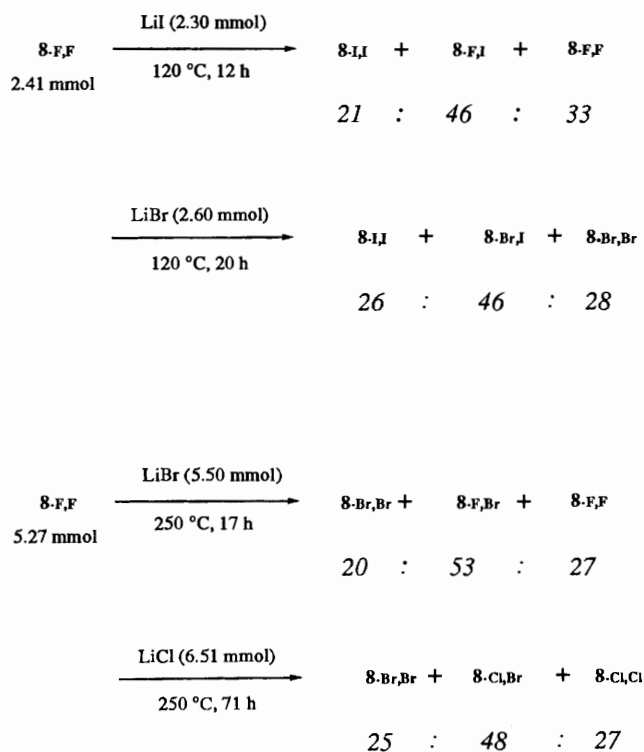 LiI (2.30 mmol)
8-F,F 8-I,I + 8-F,I + 8-F,F
2.41 mmol 120 °C, 12 h
21 : 46 : 33
LiBr (2.60 mmol)
8-I,I + 8-Br,I + 8-Br,Br
120 °C, 20 h
26 : 46 : 28
LiBr (5.50 mmol)
8-F,F 8-Br,Br + 8-F,Br + 8-F,F
5.27 mmol 250 °C, 17 h
20 : 53 : 27
LiCl (6.51 mmol)
8-Br,Br + 8-Cl,Br + 8-Cl,Cl
250 °C, 71 h
25 : 48 : 27